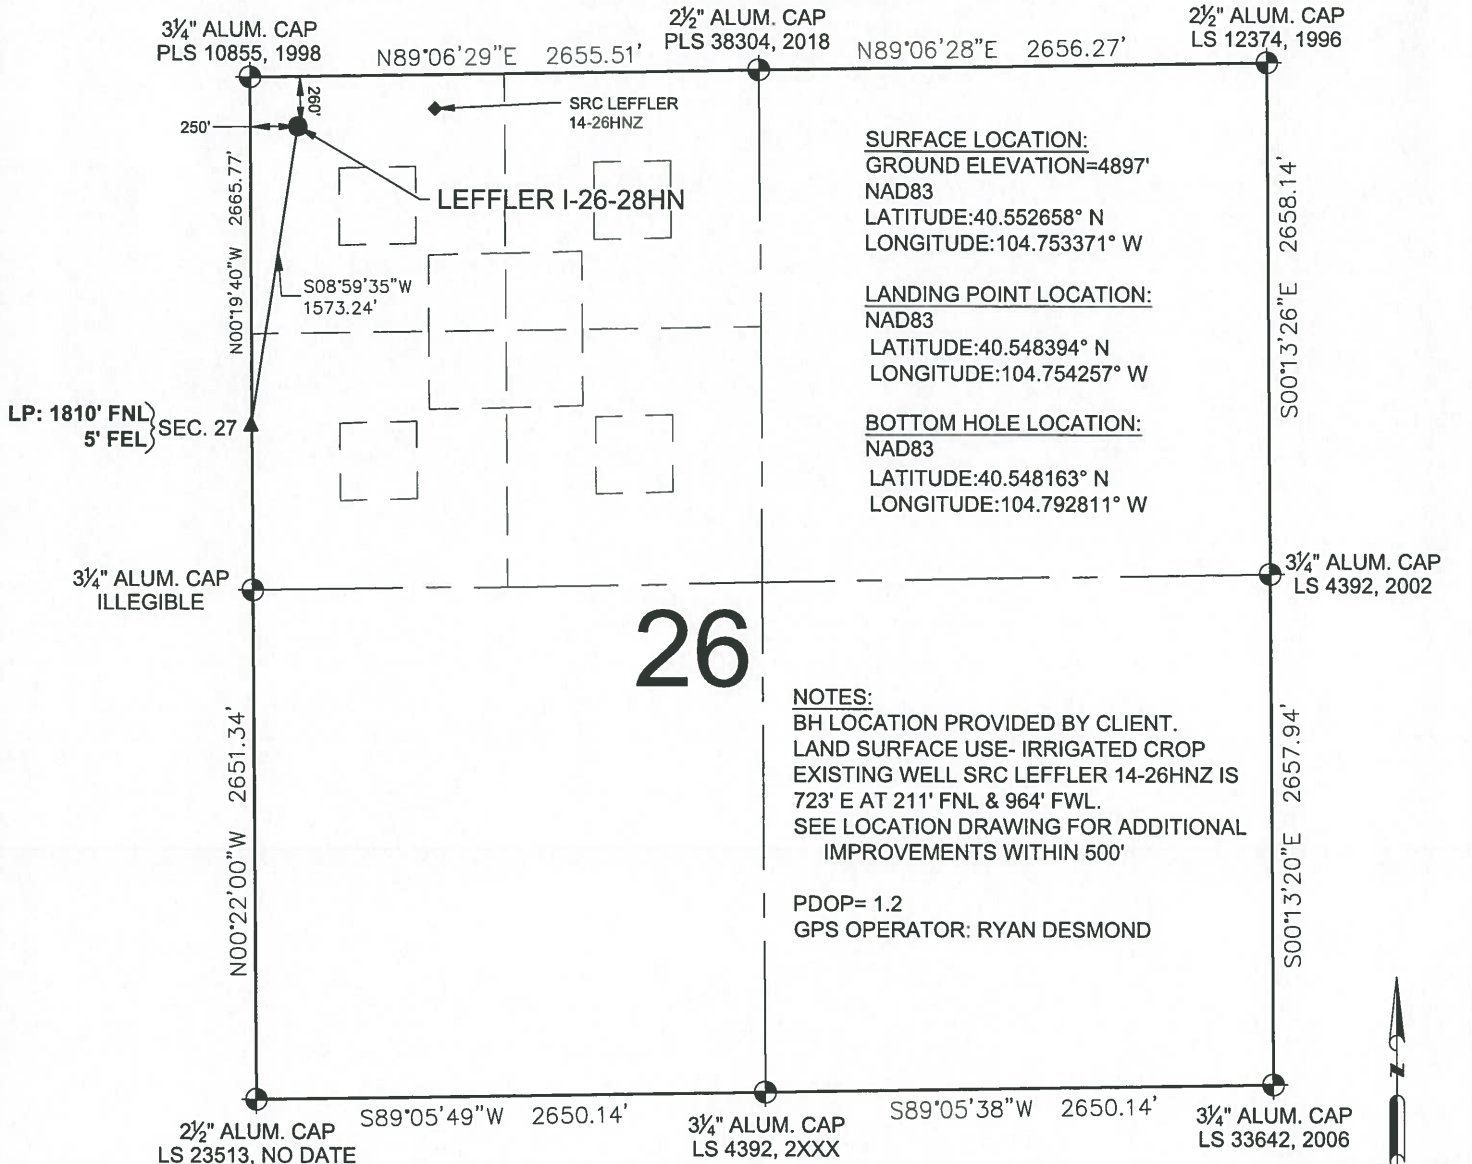 3¼" ALUM. CAP
PLS 10855, 1998
N89°06'29"E 2655.51'
2½" ALUM. CAP
PLS 38304, 2018
N89°06'28"E 2656.27'
2½" ALUM. CAP
LS 12374, 1996
260'
250'
SRC LEFFLER
14-26HNZ
LEFFLER I-26-28HN
N00°19'40"W 2665.77'
S08°59'35"W
1573.24'
LP: 1810' FNL
5' FEL
SEC. 27
SURFACE LOCATION:
GROUND ELEVATION=4897'
NAD83
LATITUDE:40.552658° N
LONGITUDE:104.753371° W
LANDING POINT LOCATION:
NAD83
LATITUDE:40.548394° N
LONGITUDE:104.754257° W
BOTTOM HOLE LOCATION:
NAD83
LATITUDE:40.548163° N
LONGITUDE:104.792811° W
S00°13'26"E 2658.14'
3¼" ALUM. CAP
ILLEGIBLE
3¼" ALUM. CAP
LS 4392, 2002
26
N00°22'00"W 2651.34'
NOTES:
BH LOCATION PROVIDED BY CLIENT.
LAND SURFACE USE- IRRIGATED CROP
EXISTING WELL SRC LEFFLER 14-26HNZ IS
723' E AT 211' FNL & 964' FWL.
SEE LOCATION DRAWING FOR ADDITIONAL
IMPROVEMENTS WITHIN 500'
PDOP= 1.2
GPS OPERATOR: RYAN DESMOND
S00°13'20"E 2657.94'
N
2½" ALUM. CAP
LS 23513, NO DATE
S89°05'49"W 2650.14'
3¼" ALUM. CAP
LS 4392, 2XXX
S89°05'38"W 2650.14'
3¼" ALUM. CAP
LS 33642, 2006